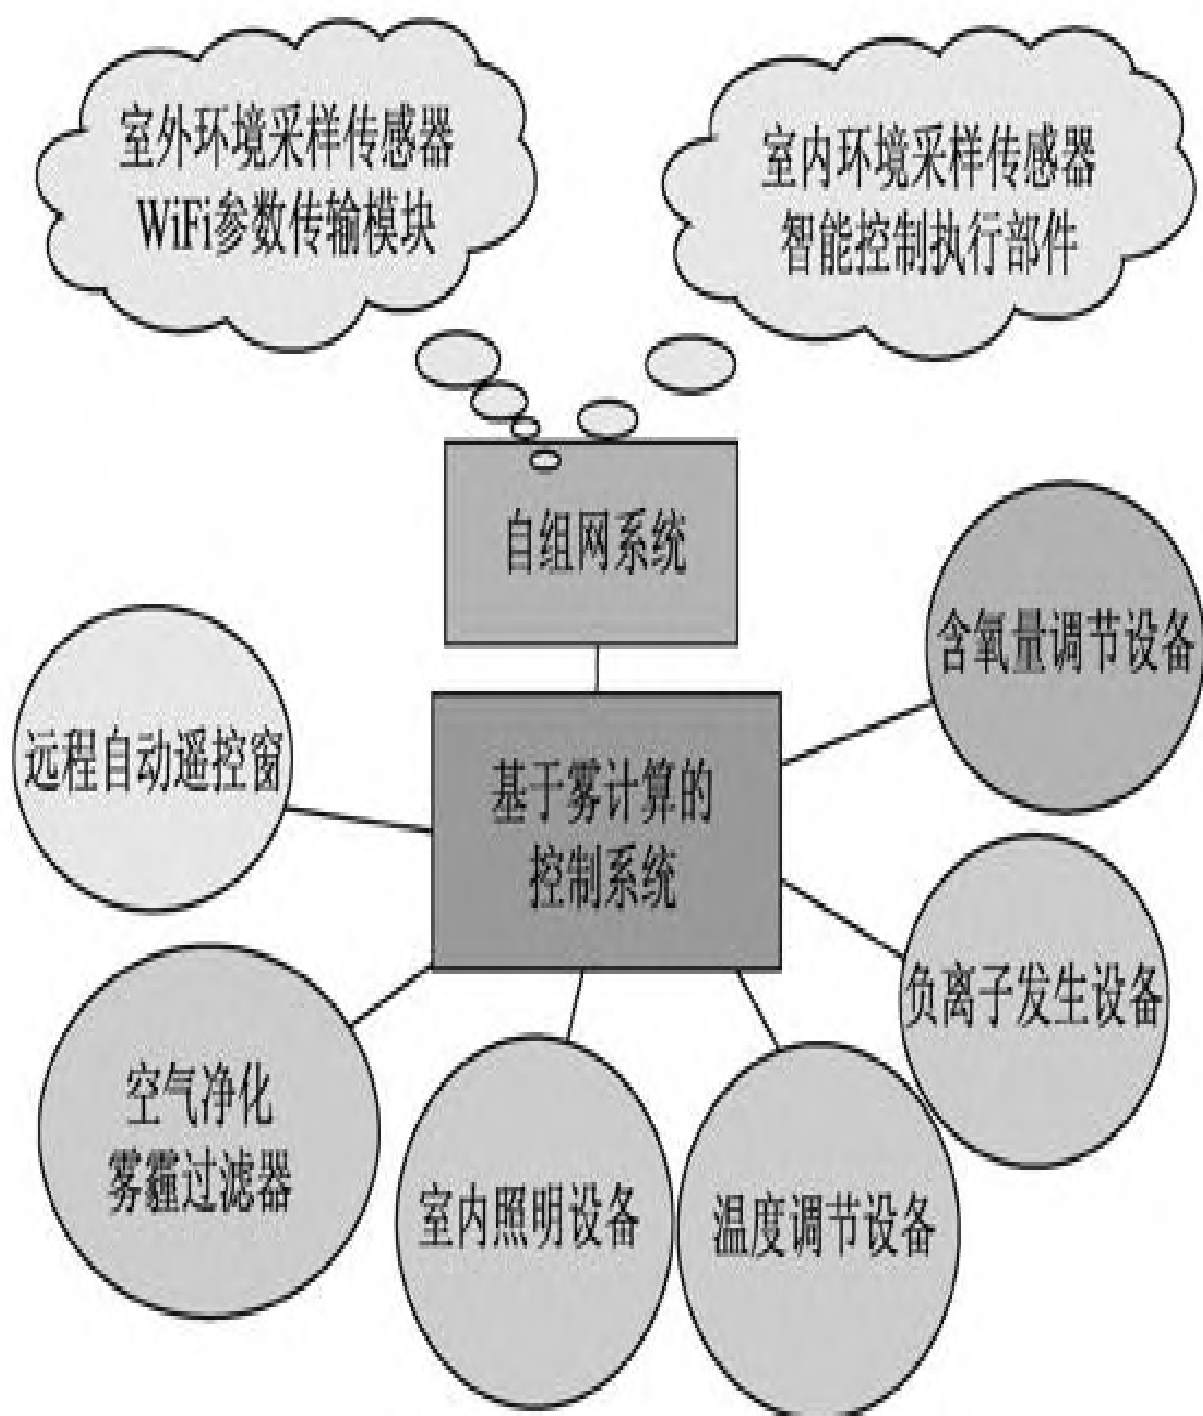 室外环境采样传感器
WiFi参数传输模块
室内环境采样传感器
智能控制执行部件
自组网系统
含氧量调节设备
远程自动遥控窗
基于雾计算的
控制系统
负离子发生设备
空气净化
雾霾过滤器
室内照明设备
温度调节设备